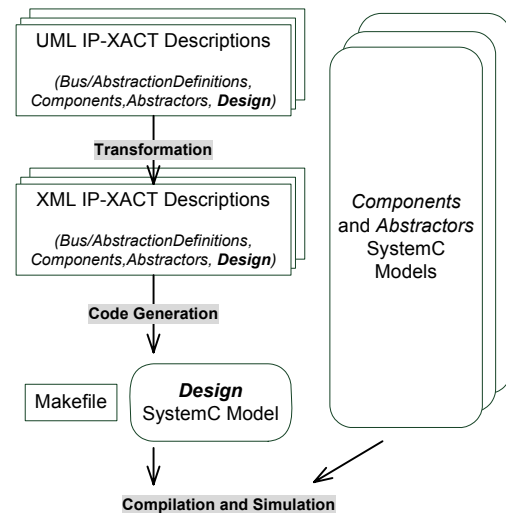 UML IP-XACT Descriptions
(Bus/AbstractionDefinitions,
Components,Abstractors, Design)
Transformation
XML IP-XACT Descriptions
(Bus/AbstractionDefinitions,
Components,Abstractors, Design)
Code Generation
Makefile
Design
SystemC Model
Components
and Abstractors
SystemC
Models
Compilation and Simulation